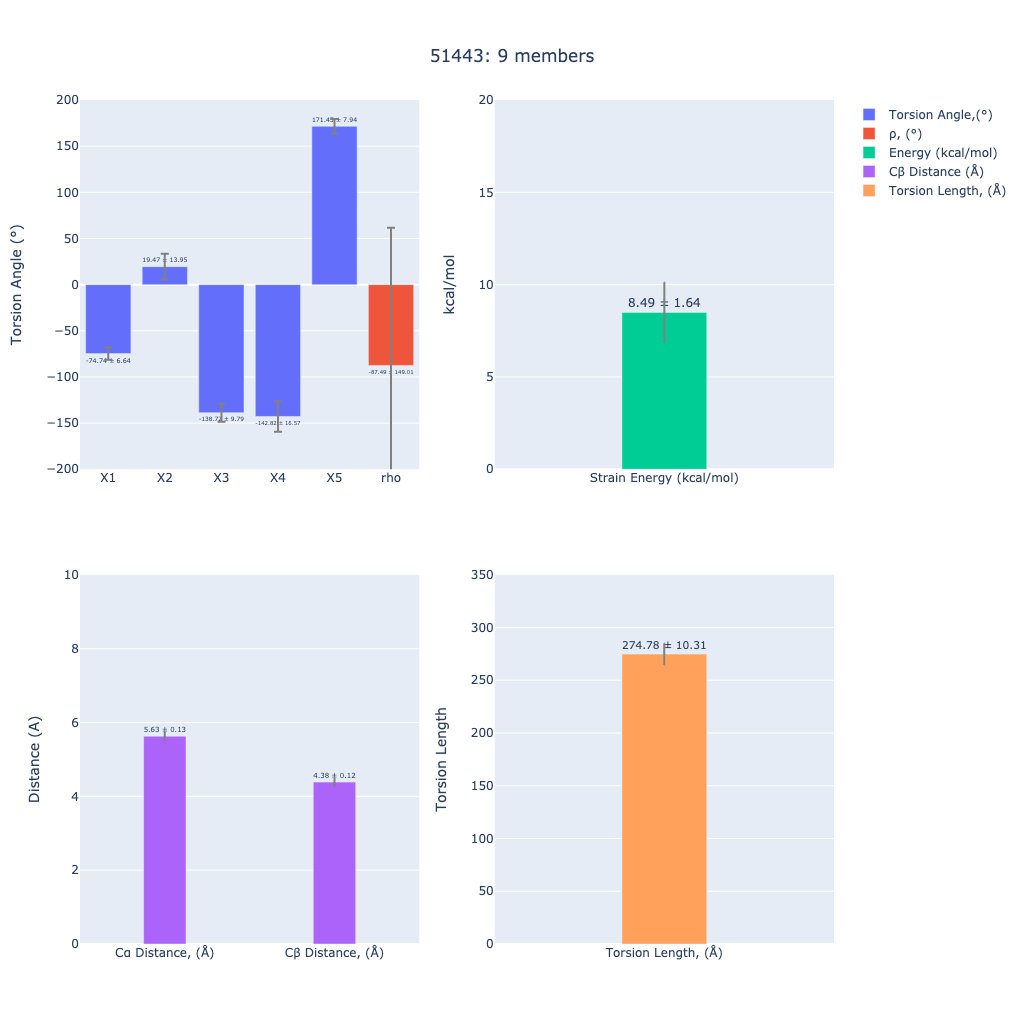 51443: 9 members
Torsion Angle (°)
200
150
100
50
0
−50
−100
−150
−200
-74.74 ± 6.64
19.47 ± 13.95
-142.82 ± 16.57
171.45 ± 7.94
-87.49 ± 149.01
X1 X2 X3 X4 X5 rho
kcal/mol
20
15
10
5
0
8.49 ± 1.64
Strain Energy (kcal/mol)
Torsion Angle,(°)
ρ, (°)
Energy (kcal/mol)
Cβ Distance (Å)
Torsion Length, (Å)
Distance (A)
10
8
6
4
2
0
5.63 ± 0.13
4.38 ± 0.12
Cα Distance, (Å) Cβ Distance, (Å)
Torsion Length
350
300
250
200
150
100
50
0
274.78 ± 10.31
Torsion Length, (Å)